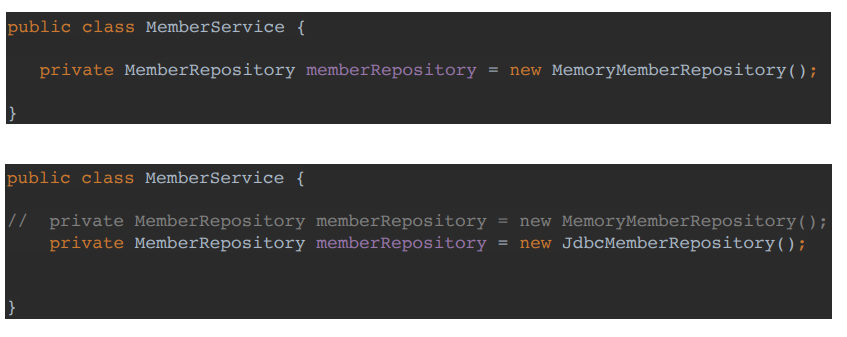 public class MemberService {
private MemberRepository memberRepository = new MemoryMemberRepository();
}
public class MemberService {
// private MemberRepository memberRepository = new MemoryMemberRepository();
private MemberRepository memberRepository = new JdbcMemberRepository();
}